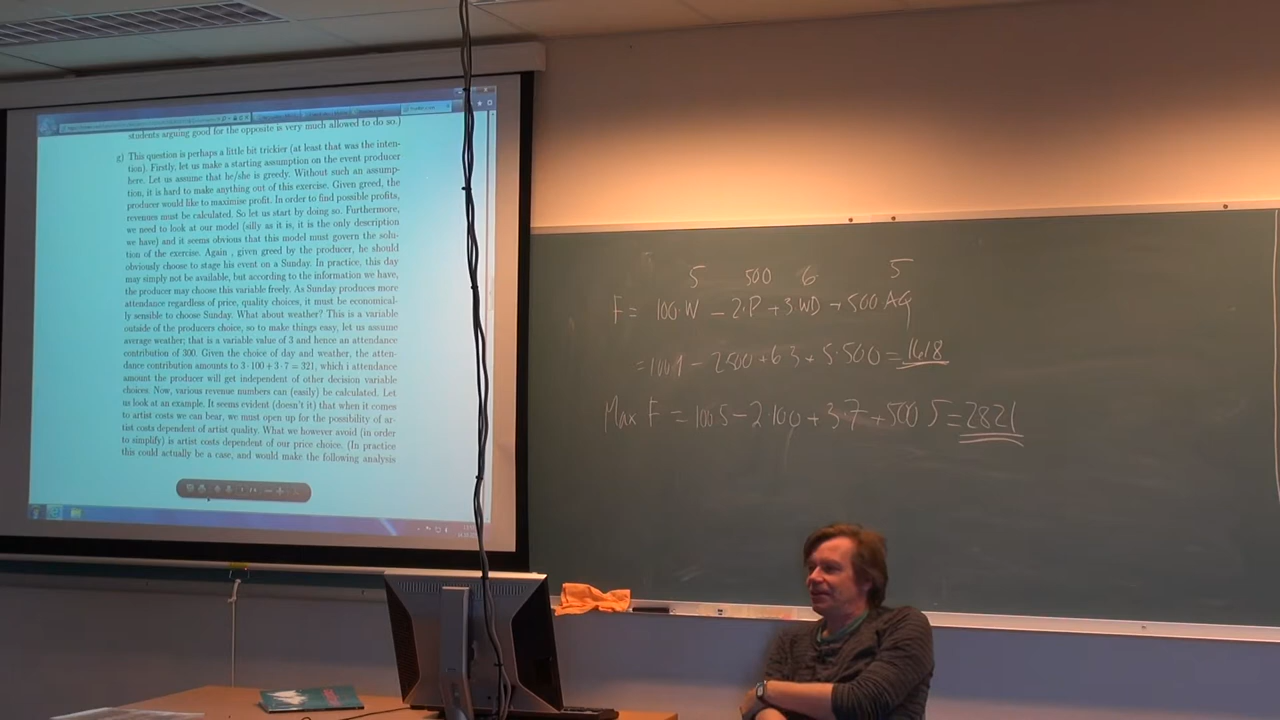 students arguing good for the opposite is very much allowed to do so.)
g) This question is perhaps a little bit trickier (at least that was the inten-
tion). Firstly, let us make a starting assumption on the event producer
here. Let us assume that he/she is greedy. Without such an assump-
tion, it is hard to make anything out of this exercise. Given greed, the
producer would like to maximise profit. In order to find possible profits,
revenues must be calculated. So let us start by doing so. Furthermore,
we need to look at our model (silly as it is, it is the only description
we have) and it seems obvious that this model must govern the solu-
tion of the exercise. Again , given greed by the producer, he should
obviously choose to stage his event on a Sunday. In practice, this day
may simply not be available, but according to the information we have,
the producer may choose this variable freely. As Sunday produces more
attendance regardless of price, quality choices, it must be economical-
ly sensible to choose Sunday. What about weather? This is a variable
outside of the producers choice, so to make things easy, let us assume
average weather; that is a variable value of 3 and hence an attendance
contribution of 300. Given the choice of day and weather, the atten-
dance contribution amounts to 3·100+3·7 = 321, which i attendance
amount the producer will get independent of other decision variable
choices. Now, various revenue numbers can (easily) be calculated. Let
us look at an example. It seems evident (doesn't it) that when it comes
to artist costs we can bear, we must open up for the possibility of ar-
tist costs dependent of artist quality. What we however avoid (in order
to simplify) is artist costs dependent of our price choice. (In practice
this could actually be a case, and would make the following analysis
5 500 6 5
F = 100·W – 2·P + 3·WD + 500 AQ
= 100·1 – 2·500 + 6·3 + 5·500 = 1618
Max F = 100·5 – 2·100 + 3·7 + 500·5 = 2821